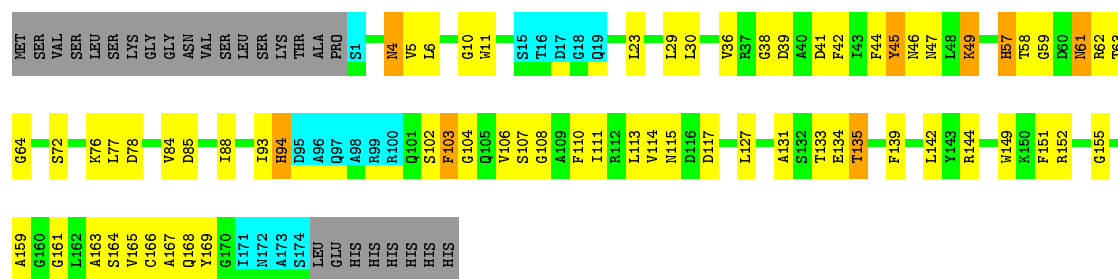 MET SER VAL SER LEU SER LYS GLY GLY ASN VAL SER LEU SER LYS THR ALA PRO S1 N4 V5 L6 G10 W11 S15 T16 D17 G18 Q19 L23 L29 L30 V36 R37 G38 D39 A40 D41 F42 I43 F44 Y45 N46 N47 L48 K49 H57 T58 G59 D60 N61 R62 T63
G64 S72 K76 L77 D78 V84 D85 I88 I93 H94 D95 A96 Q97 A98 R99 R100 Q101 S102 F103 G104 Q105 V106 S107 G108 A109 F110 I111 R112 L113 V114 N115 D116 D117 L127 A131 S132 T133 E134 T135 F139 L142 Y143 R144 W149 K150 F151 R152 G155
A159 G160 G161 L162 A163 S164 V165 C166 A167 Q168 Y169 G170 I171 N172 A173 S174 LEU GLU HIS HIS HIS HIS HIS HIS